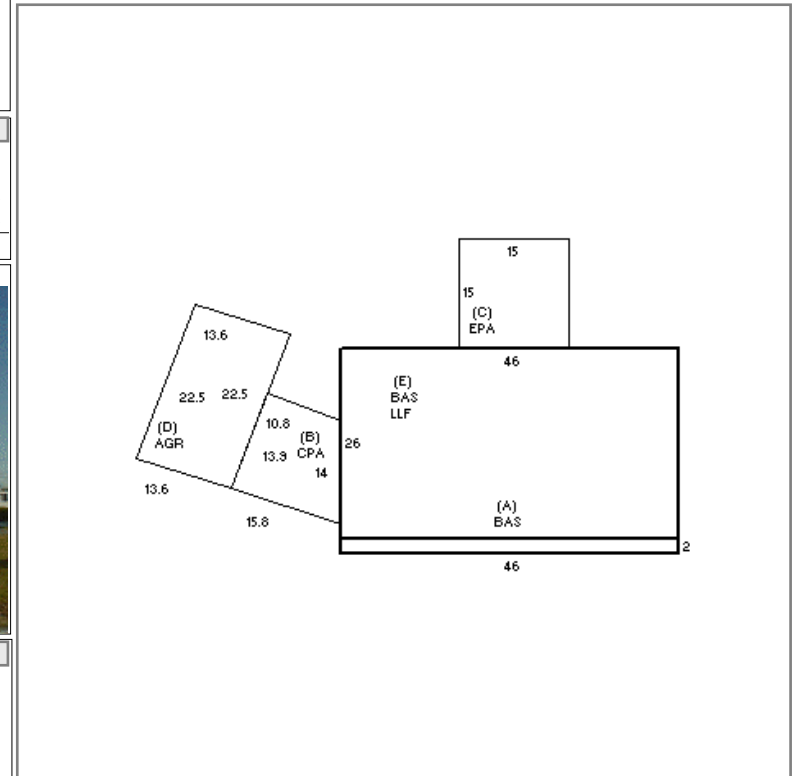 15
15
(C)
EPA
46
13.6
(E)
BAS
LLF
22.5 22.5
(D)
AGR
10.8
(B)
CPA
26
13.9
14
13.6
15.8
(A)
BAS
2
46